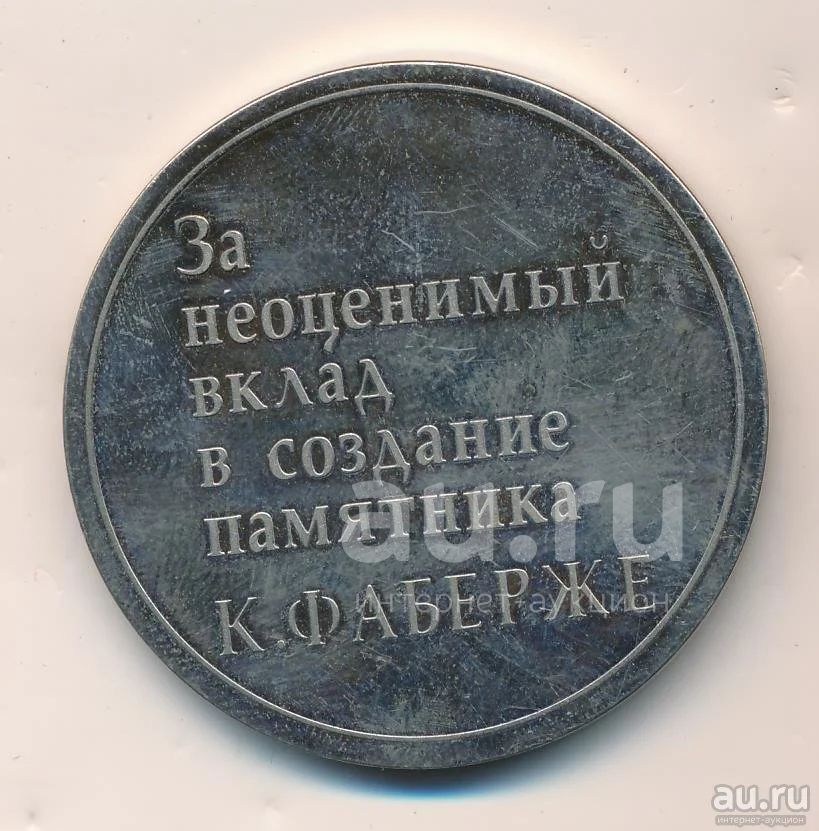 За
неоценимый
вклад
в создание
памятника
К. ФАБЕРЖЕ
au.ru
интернет-аукцион
au.ru
интернет-аукцион